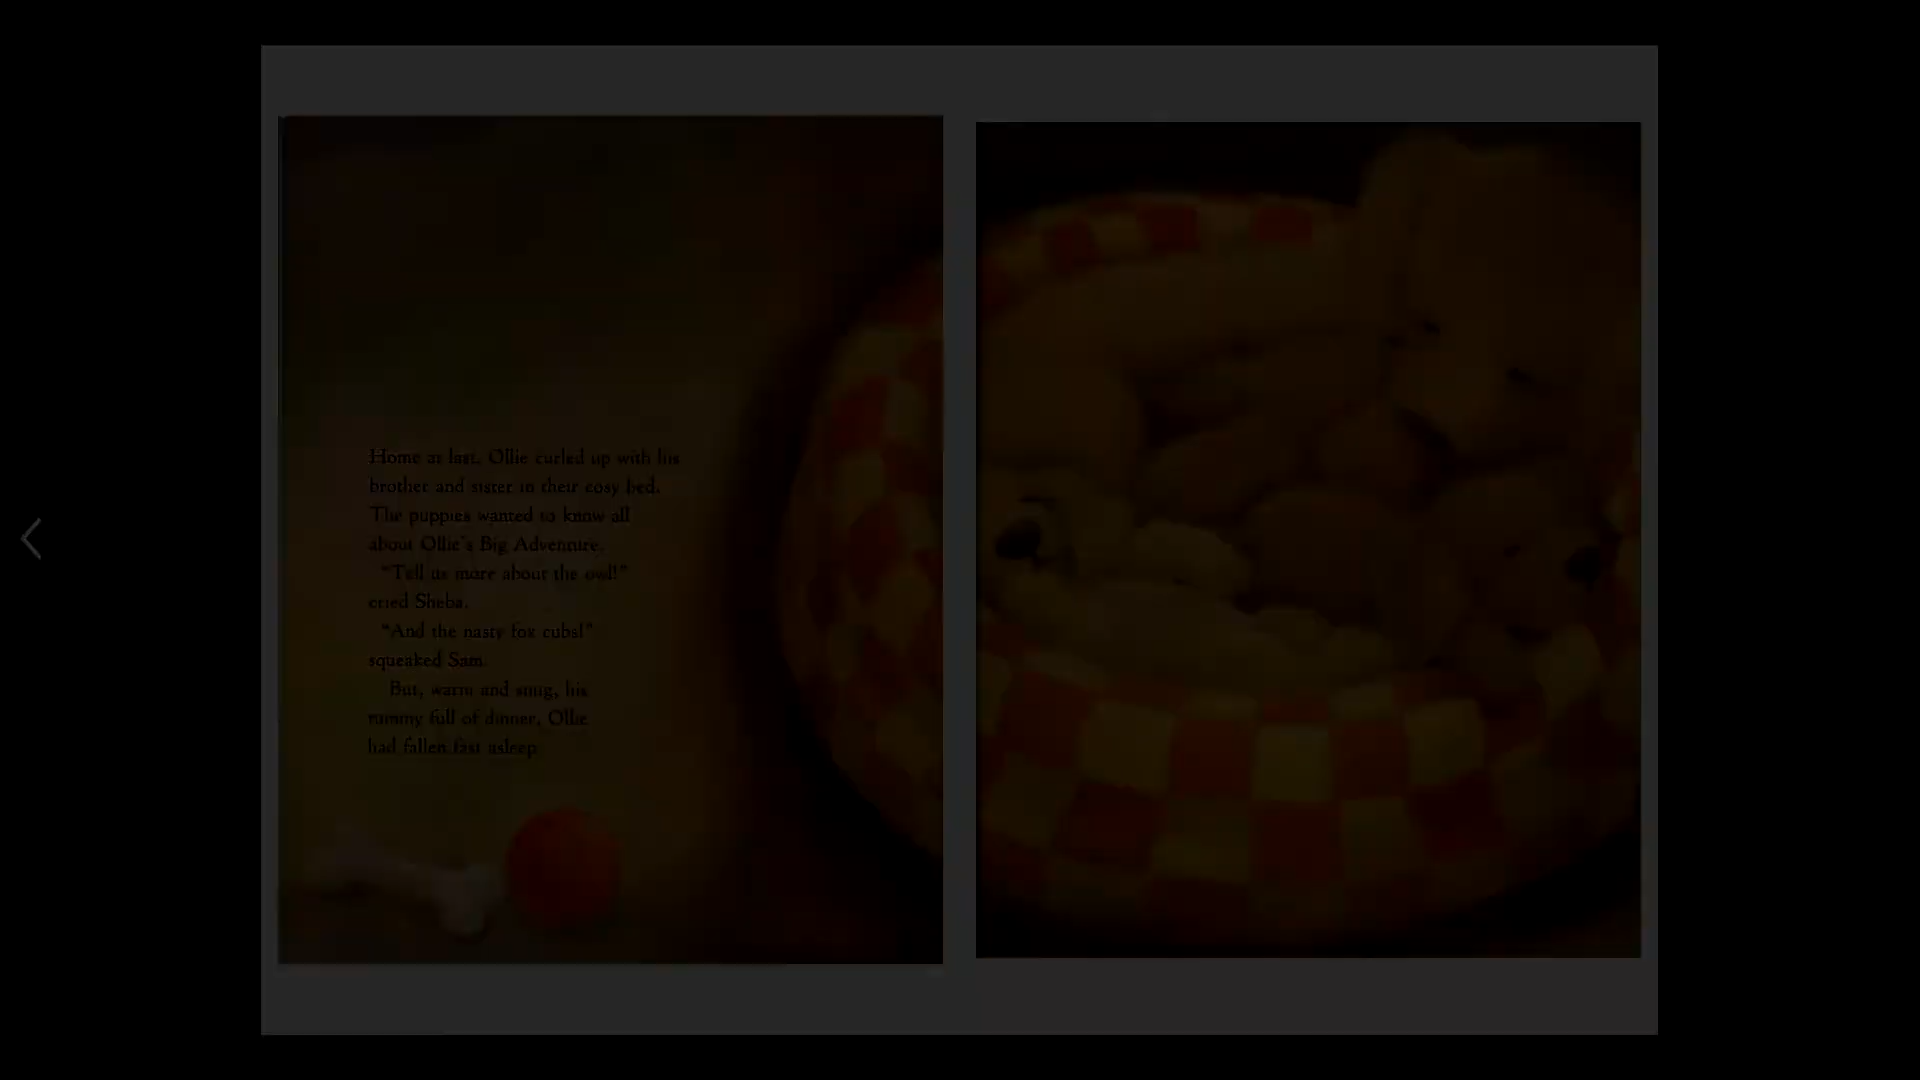 Home at last, Ollie curled up with his
brother and sister in their cosy bed.
The puppies wanted to know all
about Ollie's Big Adventure.
"Tell us more about the owl!"
cried Sheba.
"And the nasty fox cubs!"
squeaked Sam.
But, warm and snug, his
tummy full of dinner, Ollie
had fallen fast asleep.